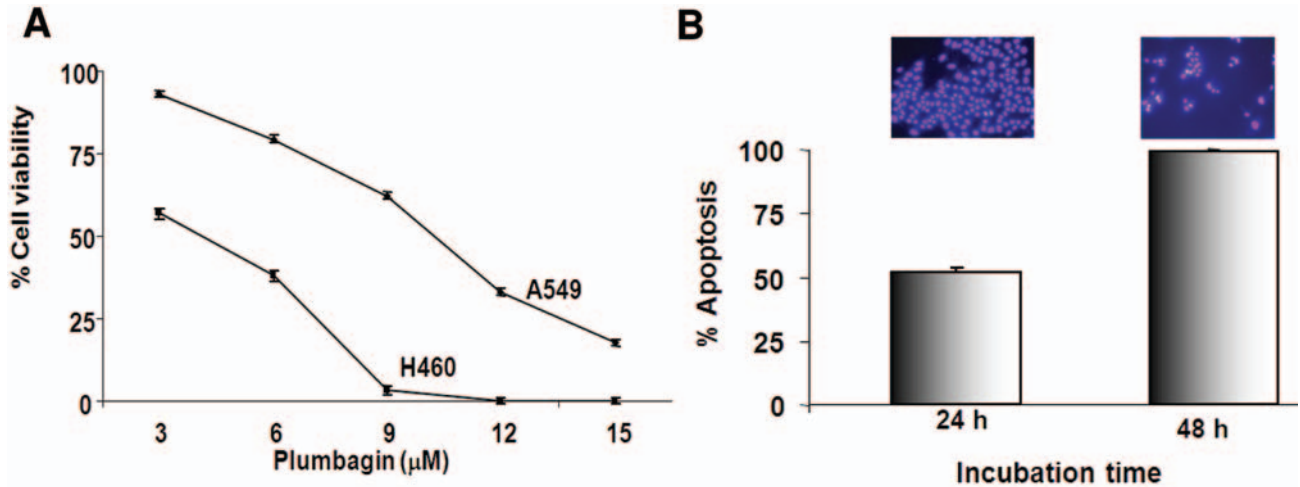 A
100
75
50
25
0
% Cell viability
A549
H460
3 6 9 12 15
Plumbagin (μM)
B
100
75
50
25
0
% Apoptosis
24 h 48 h
Incubation time